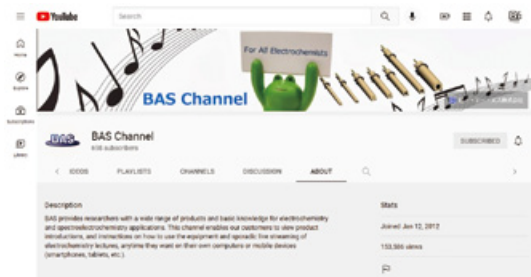 YouTube
Search
For All Electrochemists
BAS Channel
Home
BAS
BAS Channel
subscribers
SUBSCRIBED
PLAYLISTS
CHANNELS
DISCUSSION
ABOUT
Description
Stats
BAS provides researchers with a wide range of products and basic knowledge for electrochemistry
and spectroelectrochemistry applications. This channel enables our customers to view product
introductions, and instructions on how to use the equipment and sporadic live streaming of
electrochemistry lectures, anytime they want on their own computers or mobile devices
(smartphones, tablets, etc.).
Joined Jun 12, 2012
153,586 views